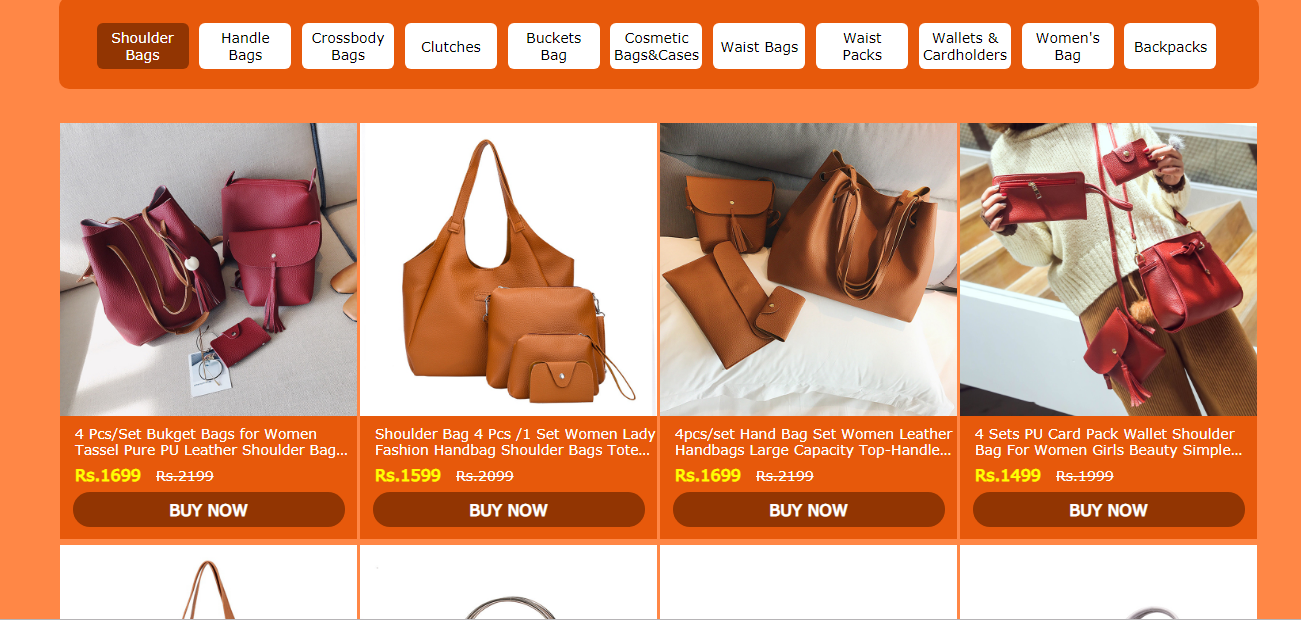 Shoulder
Bags
Handle
Bags
Crossbody
Bags
Clutches
Buckets
Bag
Cosmetic
Bags&Cases
Waist Bags
Waist
Packs
Wallets &
Cardholders
Women's
Bag
Backpacks
4 Pcs/Set Bukget Bags for Women
Tassel Pure PU Leather Shoulder Bag...
Rs.1699 Rs.2199
BUY NOW
Shoulder Bag 4 Pcs /1 Set Women Lady
Fashion Handbag Shoulder Bags Tote...
Rs.1599 Rs.2099
BUY NOW
4pcs/set Hand Bag Set Women Leather
Handbags Large Capacity Top-Handle...
Rs.1699 Rs.2199
BUY NOW
4 Sets PU Card Pack Wallet Shoulder
Bag For Women Girls Beauty Simple...
Rs.1499 Rs.1999
BUY NOW